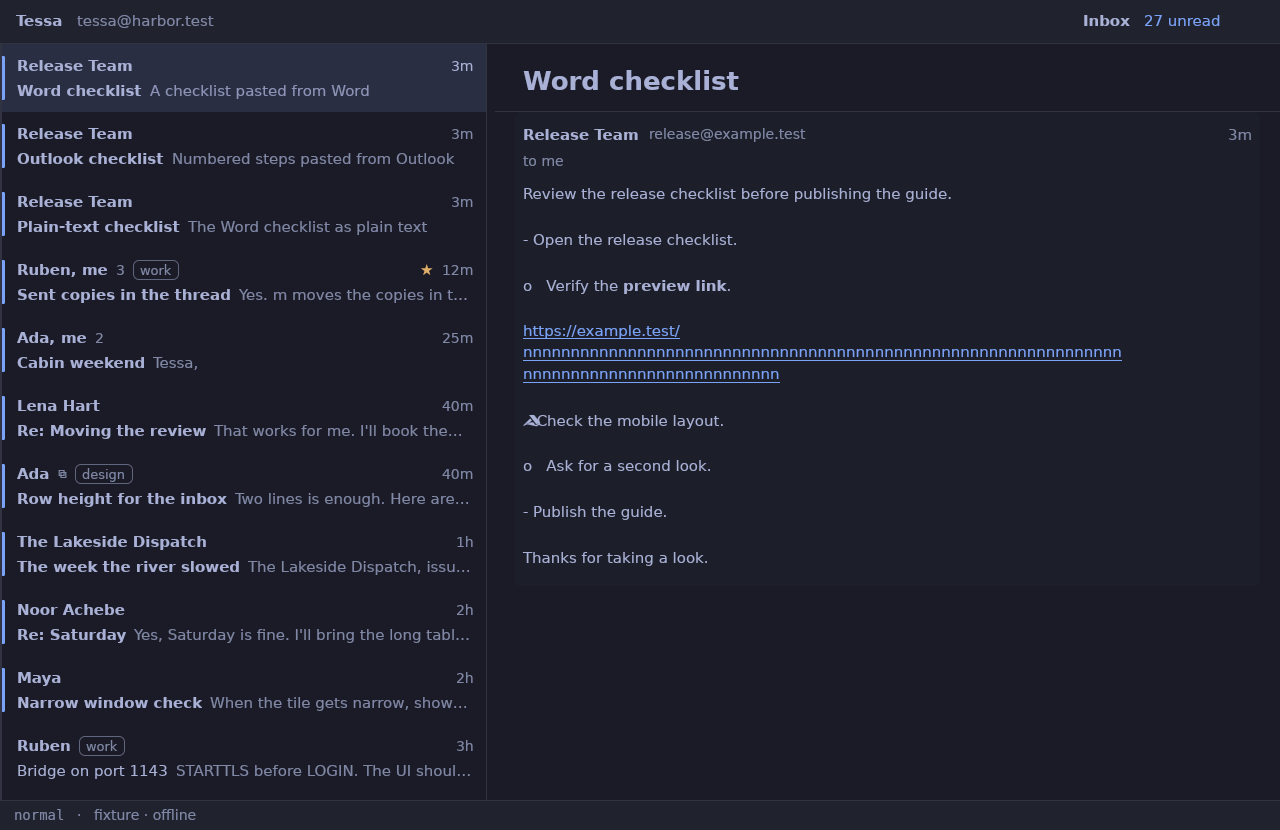 Tessa tessa@harbor.test Inbox 27 unread
Release Team 3m
Word checklist A checklist pasted from Word
Release Team 3m
Outlook checklist Numbered steps pasted from Outlook
Release Team 3m
Plain-text checklist The Word checklist as plain text
Ruben, me 3 work ★ 12m
Sent copies in the thread Yes. m moves the copies in t…
Ada, me 2 25m
Cabin weekend Tessa,
Lena Hart 40m
Re: Moving the review That works for me. I'll book the…
Ada design 40m
Row height for the inbox Two lines is enough. Here are…
The Lakeside Dispatch 1h
The week the river slowed The Lakeside Dispatch, issu…
Noor Achebe 2h
Re: Saturday Yes, Saturday is fine. I'll bring the long tabl…
Maya 2h
Narrow window check When the tile gets narrow, show…
Ruben work 3h
Bridge on port 1143 STARTTLS before LOGIN. The UI shoul…
Word checklist
Release Team release@example.test 3m
to me
Review the release checklist before publishing the guide.
- Open the release checklist.
o Verify the preview link.
https://example.test/
Check the mobile layout.
o Ask for a second look.
- Publish the guide.
Thanks for taking a look.
normal · fixture · offline